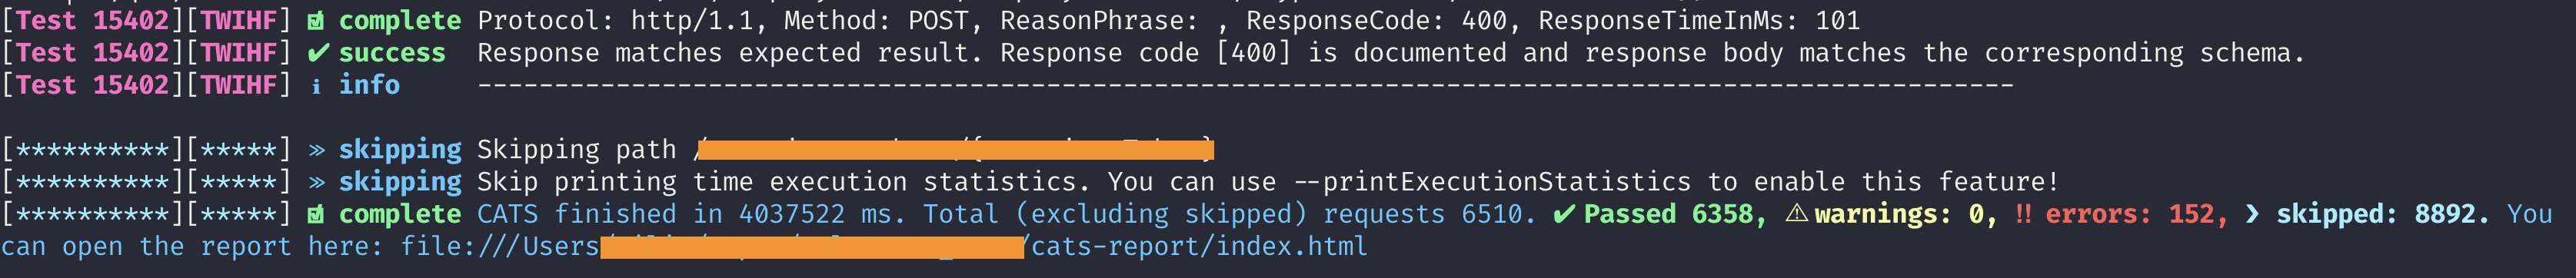 [Test 15402][TWIHF] ☑ complete Protocol: http/1.1, Method: POST, ReasonPhrase: , ResponseCode: 400, ResponseTimeInMs: 101
[Test 15402][TWIHF] ✔ success Response matches expected result. Response code [400] is documented and response body matches the corresponding schema.
[Test 15402][TWIHF] ℹ info ----------------------------------------------------------------------------------------------------
[**********][*****] » skipping Skipping path /
[**********][*****] » skipping Skip printing time execution statistics. You can use --printExecutionStatistics to enable this feature!
[**********][*****] ☑ complete CATS finished in 4037522 ms. Total (excluding skipped) requests 6510. ✔ Passed 6358, ⚠ warnings: 0, ‼ errors: 152, ❯ skipped: 8892. You
can open the report here: file:///Users/ /cats-report/index.html